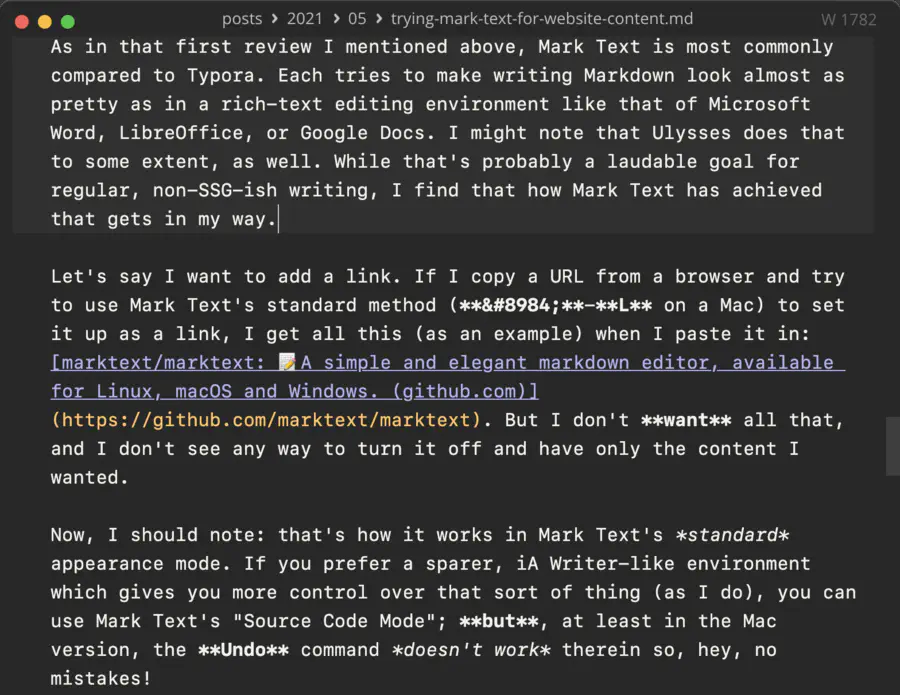 posts › 2021 › 05 › trying-mark-text-for-website-content.md W 1782
As in that first review I mentioned above, Mark Text is most commonly
compared to Typora. Each tries to make writing Markdown look almost as
pretty as in a rich-text editing environment like that of Microsoft
Word, LibreOffice, or Google Docs. I might note that Ulysses does that
to some extent, as well. While that's probably a laudable goal for
regular, non-SSG-ish writing, I find that how Mark Text has achieved
that gets in my way.
Let's say I want to add a link. If I copy a URL from a browser and try
to use Mark Text's standard method (**&#8984;**-**L** on a Mac) to set
it up as a link, I get all this (as an example) when I paste it in:
[marktext/marktext: 📝A simple and elegant markdown editor, available
for Linux, macOS and Windows. (github.com)]
(https://github.com/marktext/marktext). But I don't **want** all that,
and I don't see any way to turn it off and have only the content I
wanted.
Now, I should note: that's how it works in Mark Text's *standard*
appearance mode. If you prefer a sparer, iA Writer-like environment
which gives you more control over that sort of thing (as I do), you can
use Mark Text's "Source Code Mode"; **but**, at least in the Mac
version, the **Undo** command *doesn't work* therein so, hey, no
mistakes!